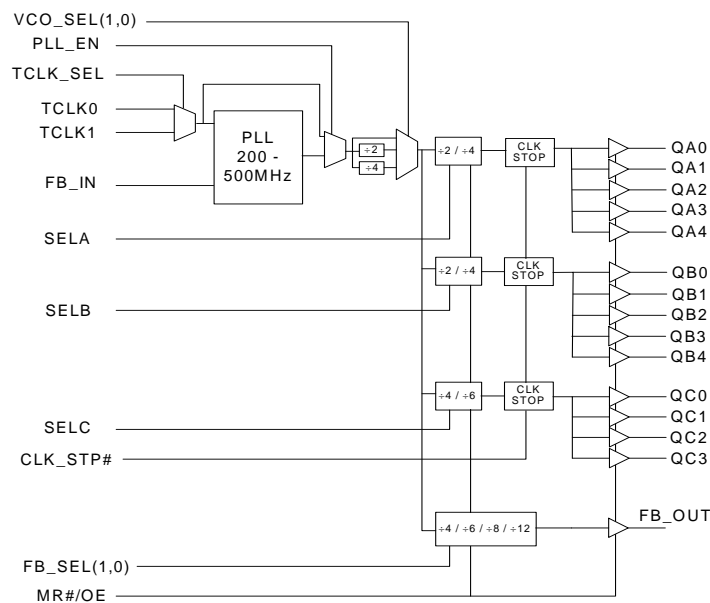 VCO_SEL(1,0)
PLL_EN
TCLK_SEL
TCLK0
TCLK1
FB_IN
PLL
200 -
500MHz
÷2
÷4
SELA
÷2 / ÷4
CLK
STOP
QA0
QA1
QA2
QA3
QA4
SELB
÷2 / ÷4
CLK
STOP
QB0
QB1
QB2
QB3
QB4
SELC
÷4 / ÷6
CLK
STOP
QC0
QC1
QC2
QC3
CLK_STP#
÷4 / ÷6 / ÷8 / ÷12
FB_OUT
FB_SEL(1,0)
MR#/OE